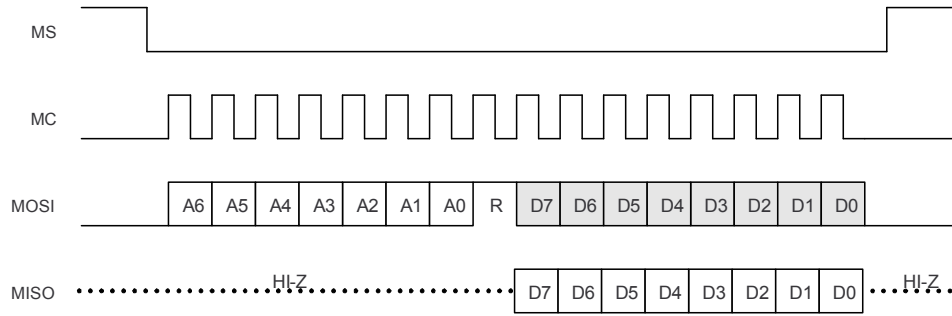 MS
MC
MOSI A6 A5 A4 A3 A2 A1 A0 R D7 D6 D5 D4 D3 D2 D1 D0
MISO HI-Z D7 D6 D5 D4 D3 D2 D1 D0 HI-Z